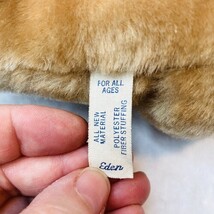 FOR ALL
AGES
ALL NEW
MATERIAL
POLYESTER
FIBER STUFFING
Eden